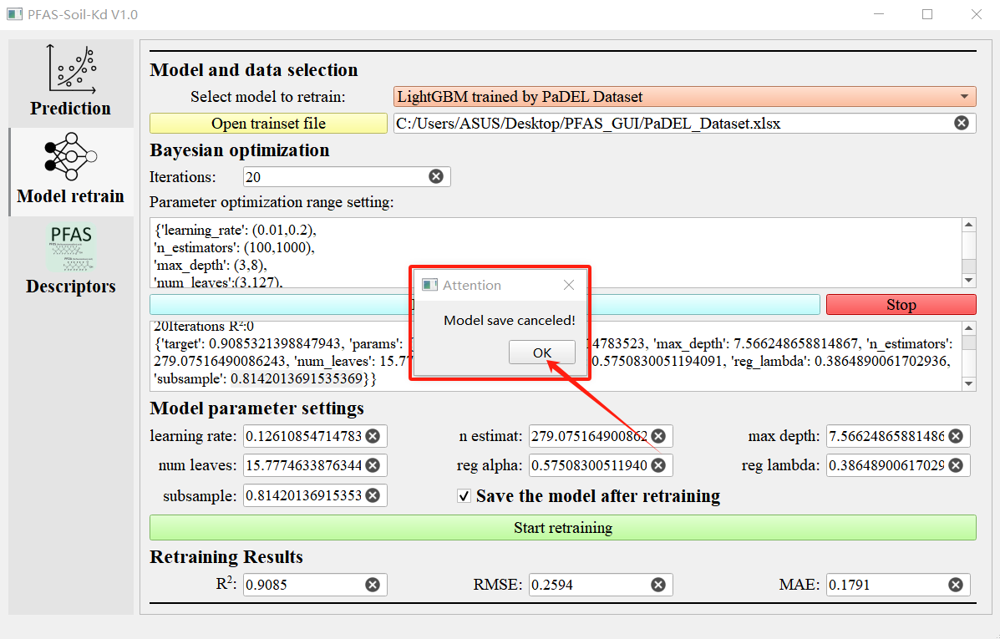 PFAS-Soil-Kd V1.0
Prediction
Model retrain
PFAS
Descriptors
Model and data selection
Select model to retrain:
LightGBM trained by PaDEL Dataset
Open trainset file
C:/Users/ASUS/Desktop/PFAS_GUI/PaDEL_Dataset.xlsx
Bayesian optimization
Iterations:
20
Parameter optimization range setting:
{'learning_rate': (0.01,0.2),
'n_estimators': (100,1000),
'max_depth': (3,8),
'num_leaves':(3,127),
Stop
20Iterations R²:0
{'target': 0.9085321398847943, 'params': 4783523, 'max_depth': 7.566248658814867, 'n_estimators':
279.07516490086243, 'num_leaves': 15.77 0.5750830051194091, 'reg_lambda': 0.3864890061702936,
'subsample': 0.8142013691535369}}
Attention
Model save canceled!
OK
Model parameter settings
learning rate: 0.12610854714783
n estimat: 279.075164900862
max depth: 7.56624865881486
num leaves: 15.7774633876344
reg alpha: 0.57508300511940
reg lambda: 0.38648900617029
subsample: 0.81420136915353
Save the model after retraining
Start retraining
Retraining Results
R²: 0.9085
RMSE: 0.2594
MAE: 0.1791